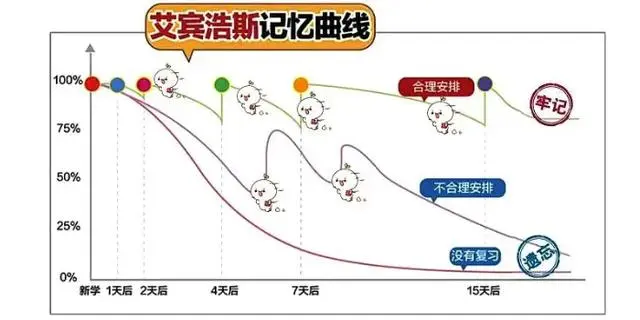 艾宾浩斯记忆曲线
100%
合理安排
牢记
75%
50%
不合理安排
25%
没有复习
遗忘
0%
新学 1天后 2天后 4天后 7天后 15天后